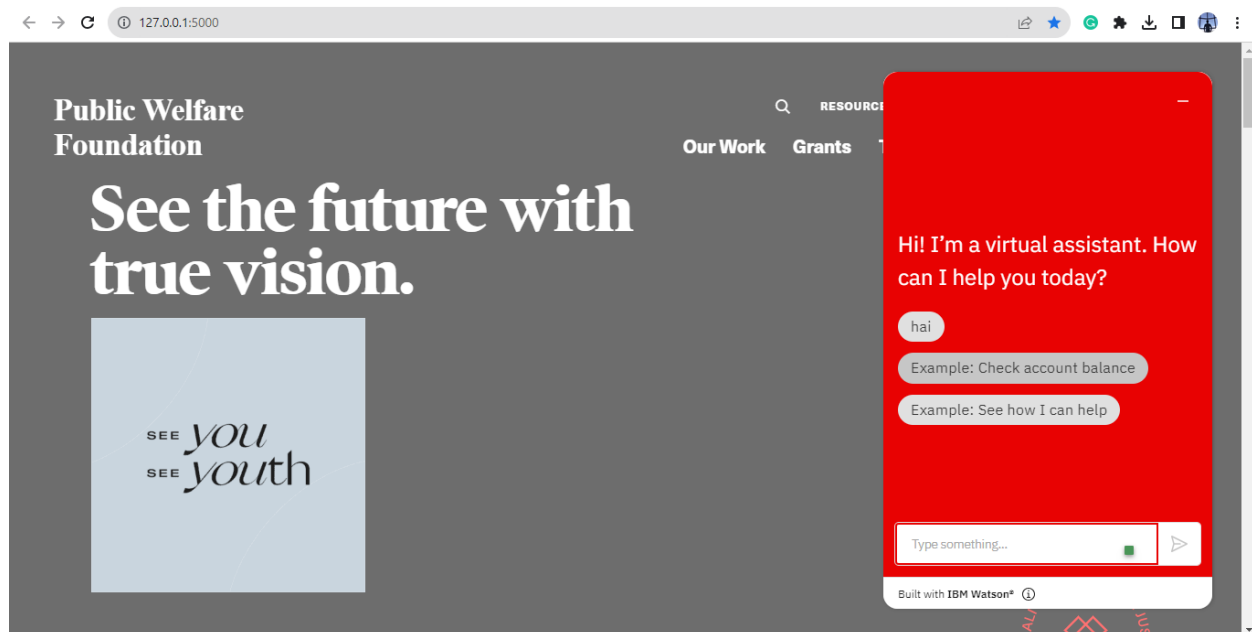 127.0.0.1:5000
Public Welfare
Foundation
RESOURCE
Our Work Grants
See the future with
true vision.
SEE you
SEE youth
Hi! I'm a virtual assistant. How
can I help you today?
hai
Example: Check account balance
Example: See how I can help
Type something...
Built with IBM Watson®